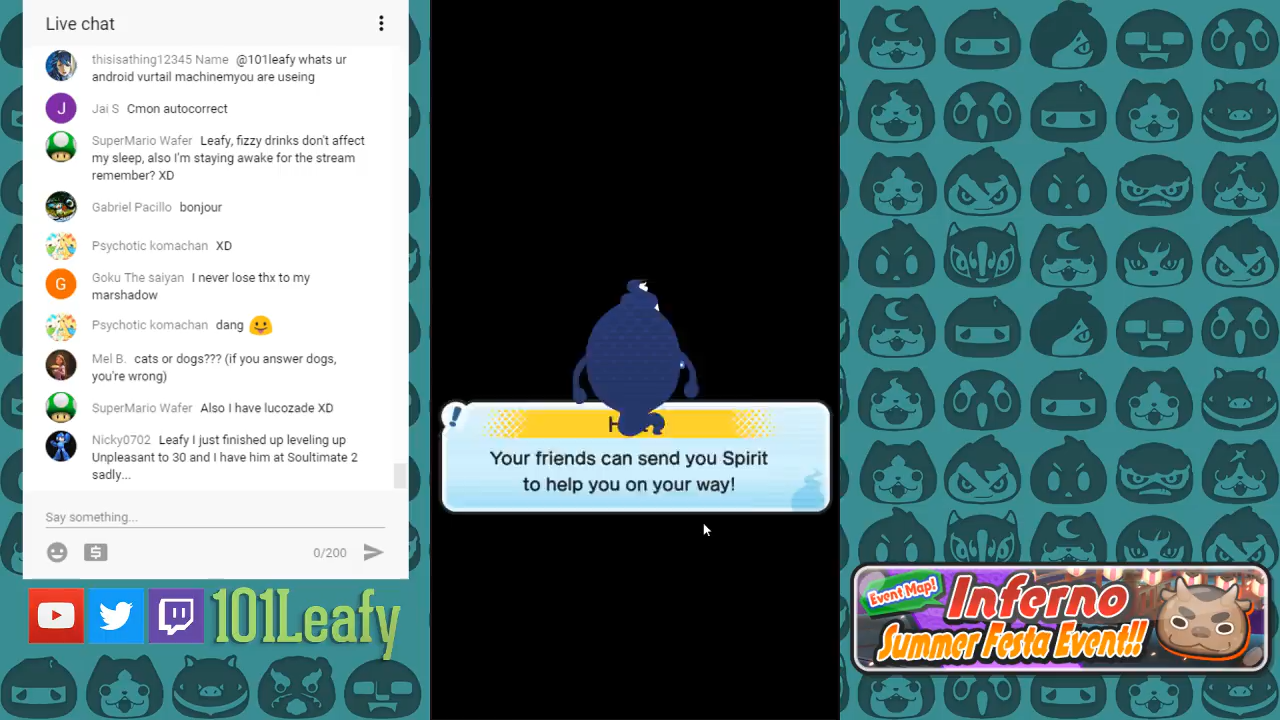 Live chat
thisisathing12345 Name @101leafy whats ur
android vurtail machinemyou are useing
J
Jai S Cmon autocorrect
SuperMario Wafer Leafy, fizzy drinks don't affect
my sleep, also I'm staying awake for the stream
remember? XD
Gabriel Pacillo bonjour
Psychotic komachan XD
G
Goku The saiyan I never lose thx to my
marshadow
Psychotic komachan dang
Mel B. cats or dogs??? (if you answer dogs,
you're wrong)
SuperMario Wafer Also I have lucozade XD
Nicky0702 Leafy I just finished up leveling up
Unpleasant to 30 and I have him at Soultimate 2
sadly...
Say something...
0/200
101Leafy
Your friends can send you Spirit
to help you on your way!
Event Map!
Inferno
Summer Festa Event!!